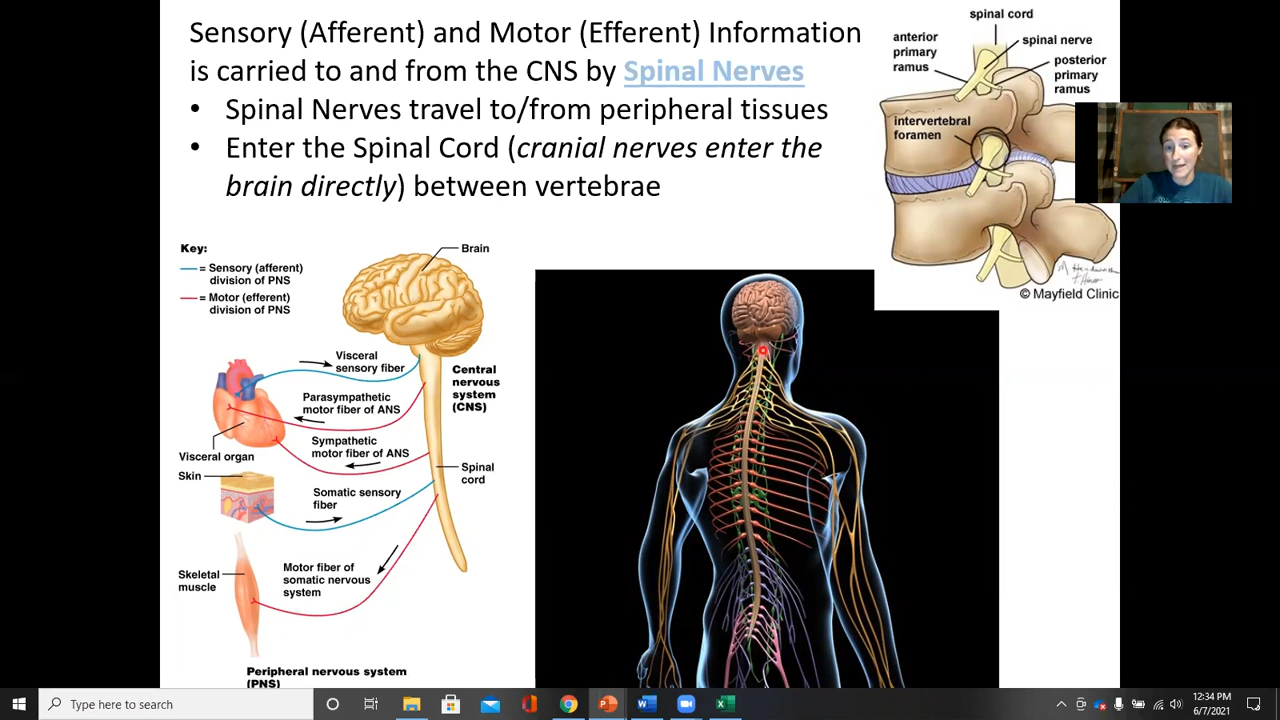 Sensory (Afferent) and Motor (Efferent) Information
is carried to and from the CNS by Spinal Nerves
• Spinal Nerves travel to/from peripheral tissues
• Enter the Spinal Cord (cranial nerves enter the
brain directly) between vertebrae
spinal cord
anterior
primary
ramus
spinal nerve
posterior
primary
ramus
intervertebral
foramen
© Mayfield Clinic
Key:
= Sensory (afferent)
division of PNS
= Motor (efferent)
division of PNS
Brain
Visceral
sensory fiber
Central
nervous
system
(CNS)
Parasympathetic
motor fiber of ANS
Sympathetic
motor fiber of ANS
Visceral organ
Skin
Spinal
cord
Somatic sensory
fiber
Motor fiber of
somatic nervous
system
Skeletal
muscle
Peripheral nervous system
(PNS)
Type here to search
12:34 PM
6/7/2021